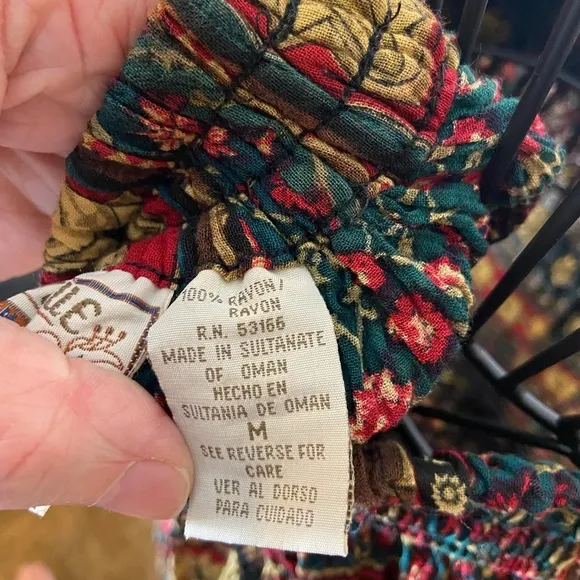 100% RAYON/
RAYON
R.N. 53166
MADE IN SULTANATE
OF OMAN
HECHO EN
SULTANIA DE OMAN
M
SEE REVERSE FOR
CARE
VER AL DORSO
PARA CUIDADO